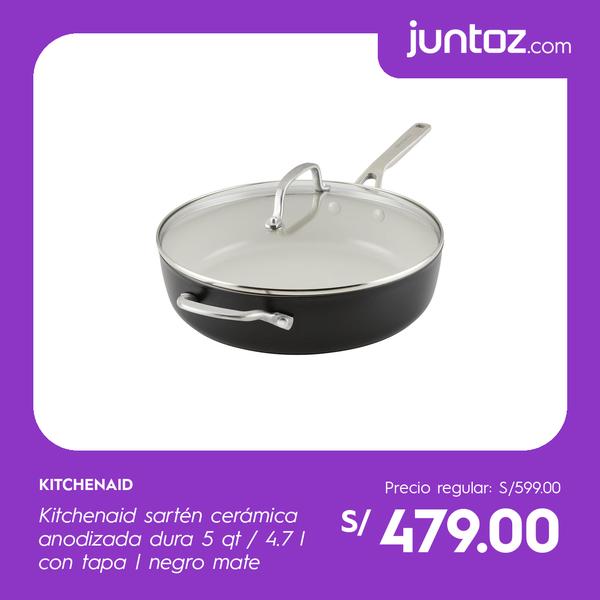 juntoz.com
KITCHENAID
Kitchenaid sartén cerámica
anodizada dura 5 qt / 4.7 l
con tapa | negro mate
Precio regular: S/599.00
S/ 479.00